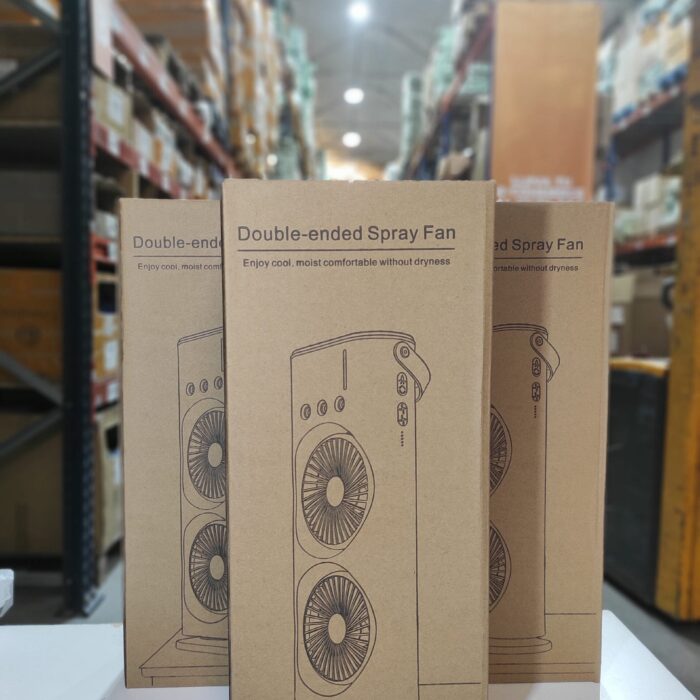 Double-ende
Enjoy cool, moist comf
Double-ended Spray Fan
Enjoy cool, moist comfortable without dryness
ed Spray Fan
ortable without dryness